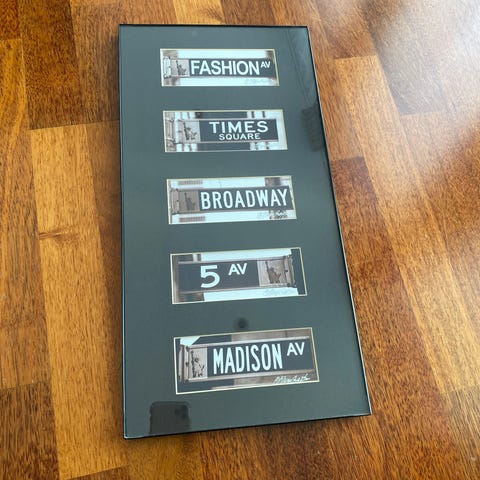 FASHION AV
TIMES
SQUARE
BROADWAY
5 AV
MADISON AV